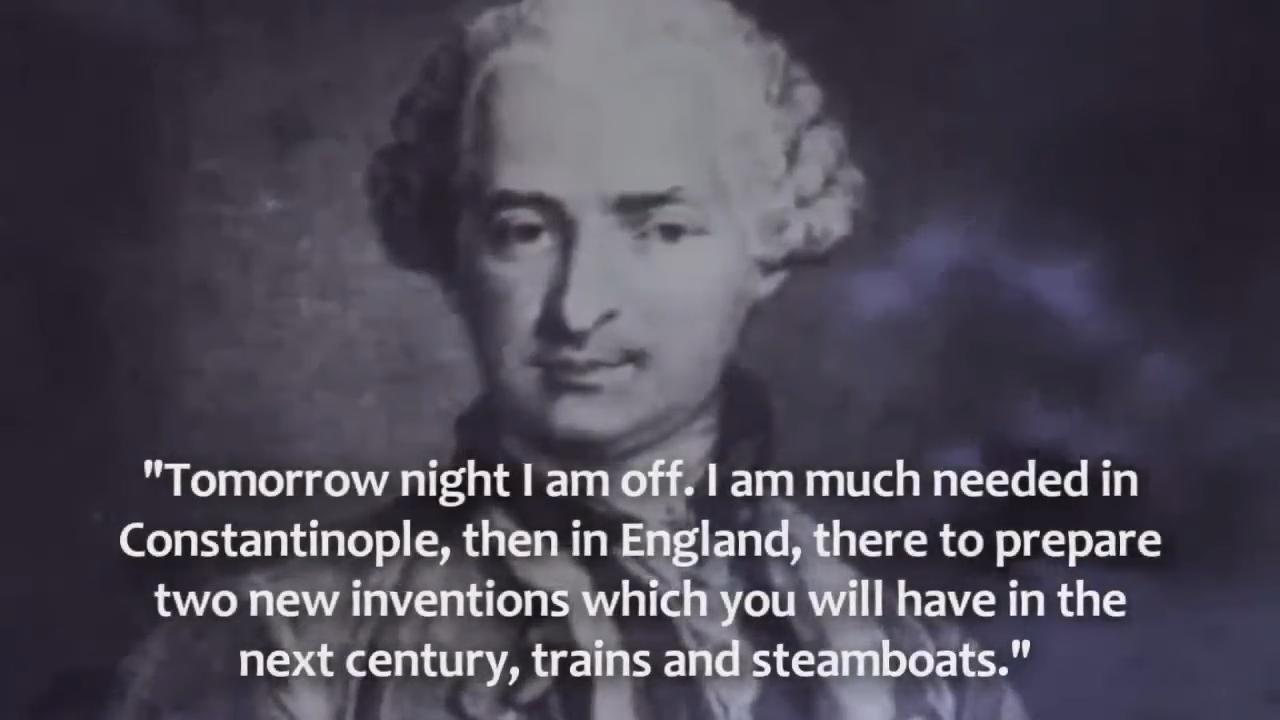 "Tomorrow night I am off. I am much needed in
Constantinople, then in England, there to prepare
two new inventions which you will have in the
next century, trains and steamboats."